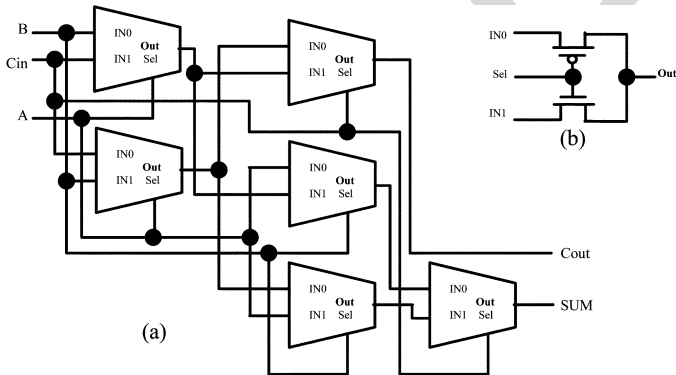 B
Cin
A
IN0
Out
IN1 Sel
IN0
Out
IN1 Sel
IN0
Out
IN1 Sel
IN0
Out
IN1 Sel
IN0
Out
IN1 Sel
IN0
Out
IN1 Sel
Cout
SUM
(a)
IN0
Sel
Out
IN1
(b)